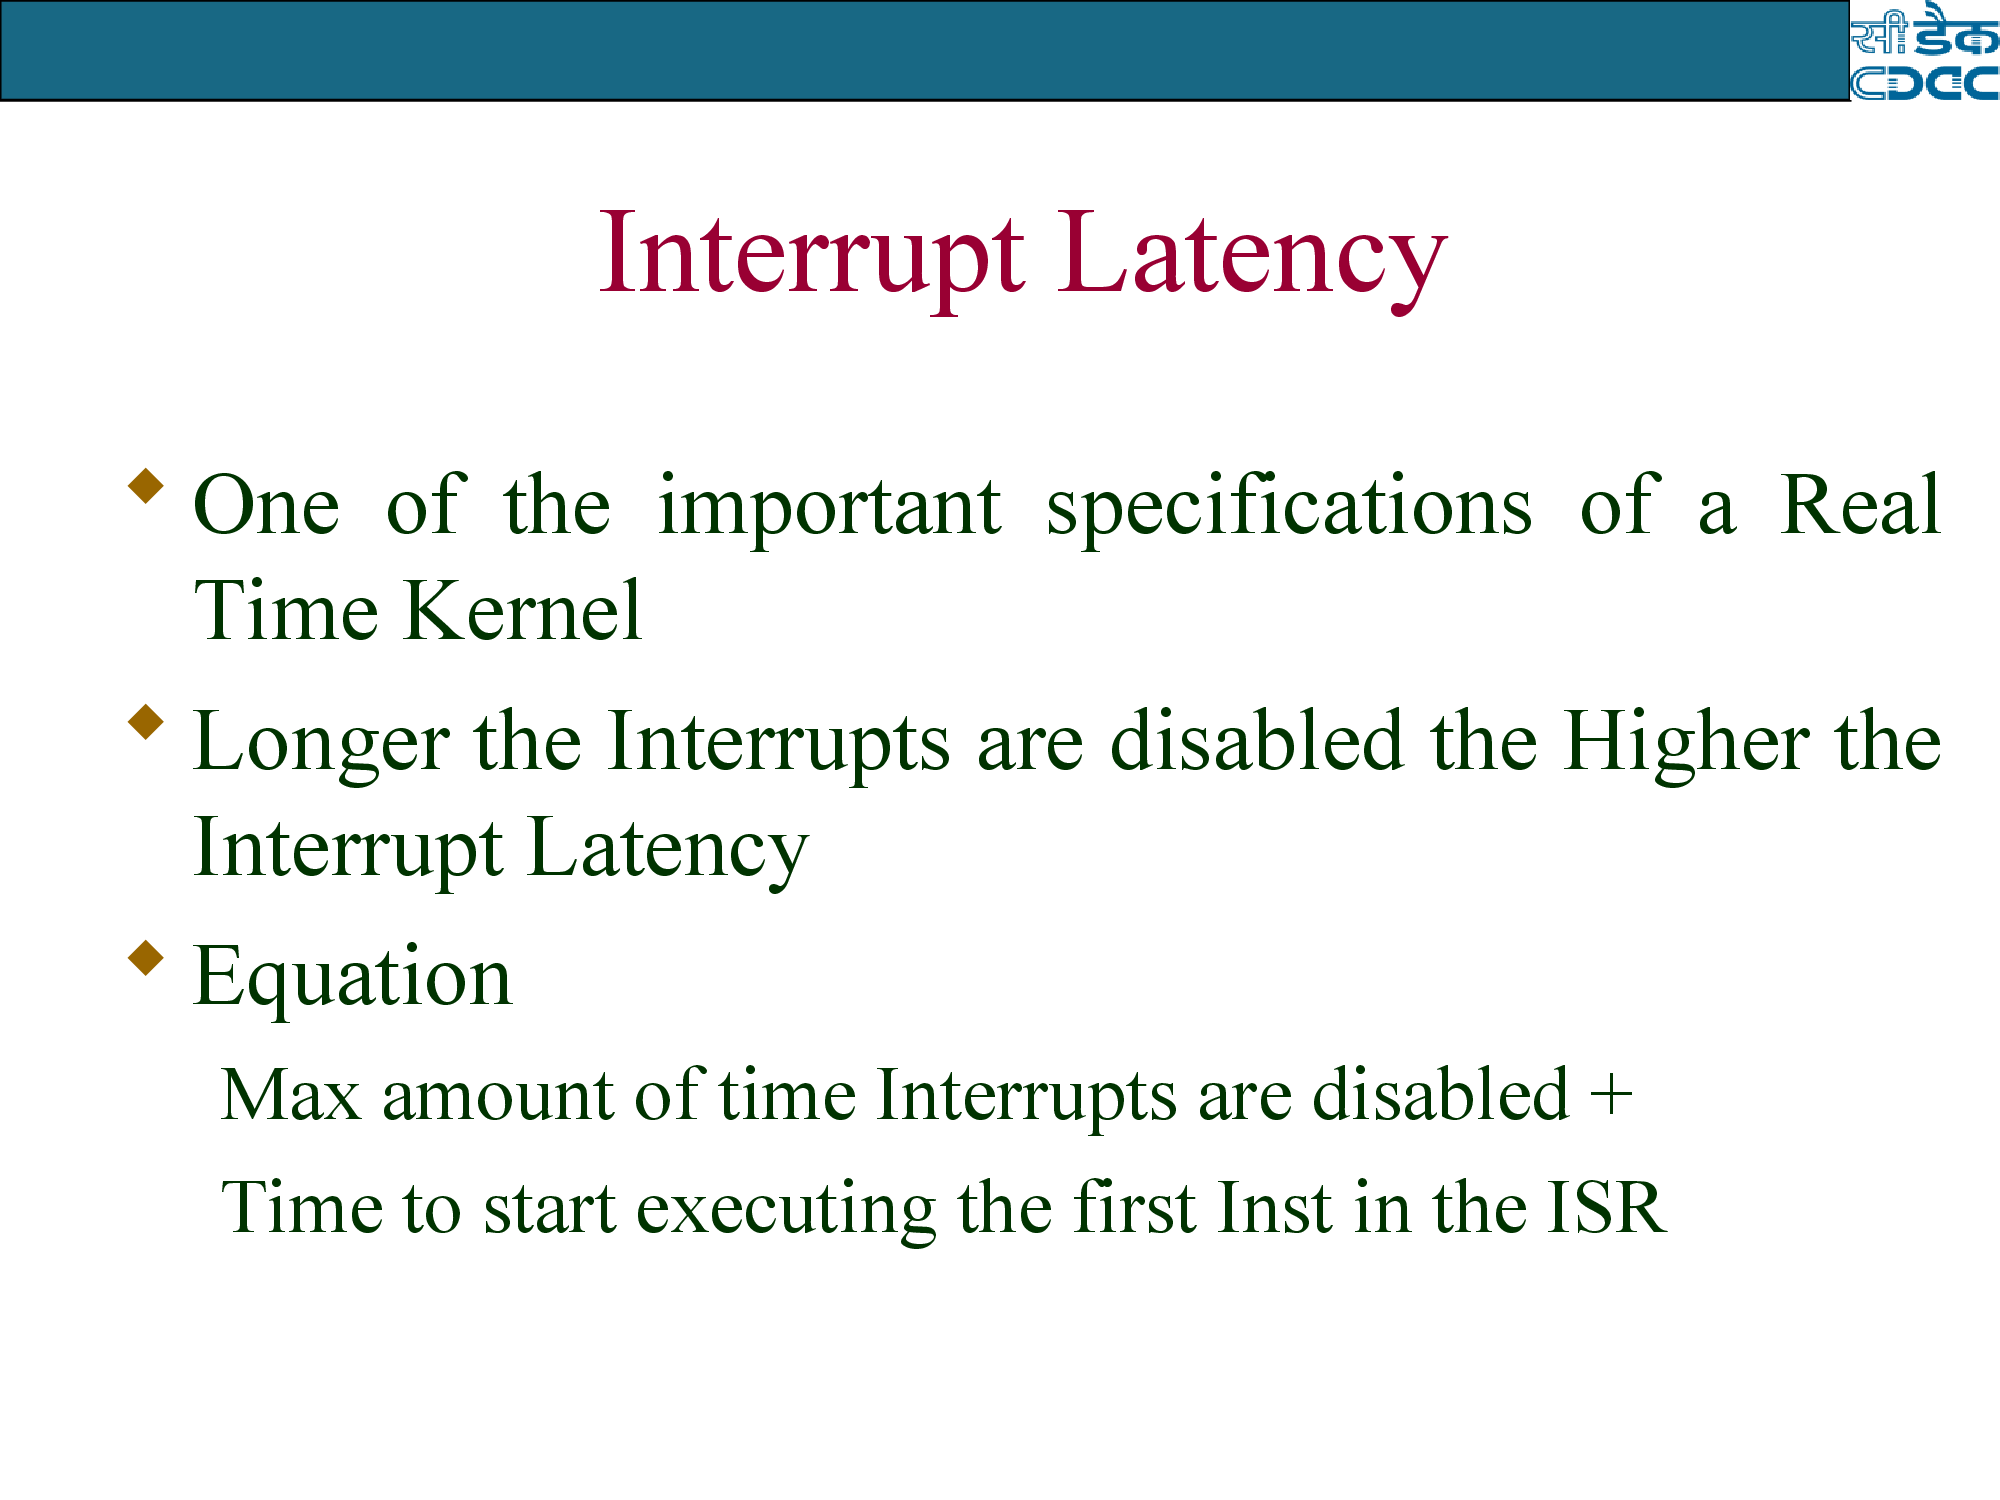 सी डैक
CDAC
Interrupt Latency
One of the important specifications of a Real
Time Kernel
Longer the Interrupts are disabled the Higher the
Interrupt Latency
Equation
Max amount of time Interrupts are disabled +
Time to start executing the first Inst in the ISR